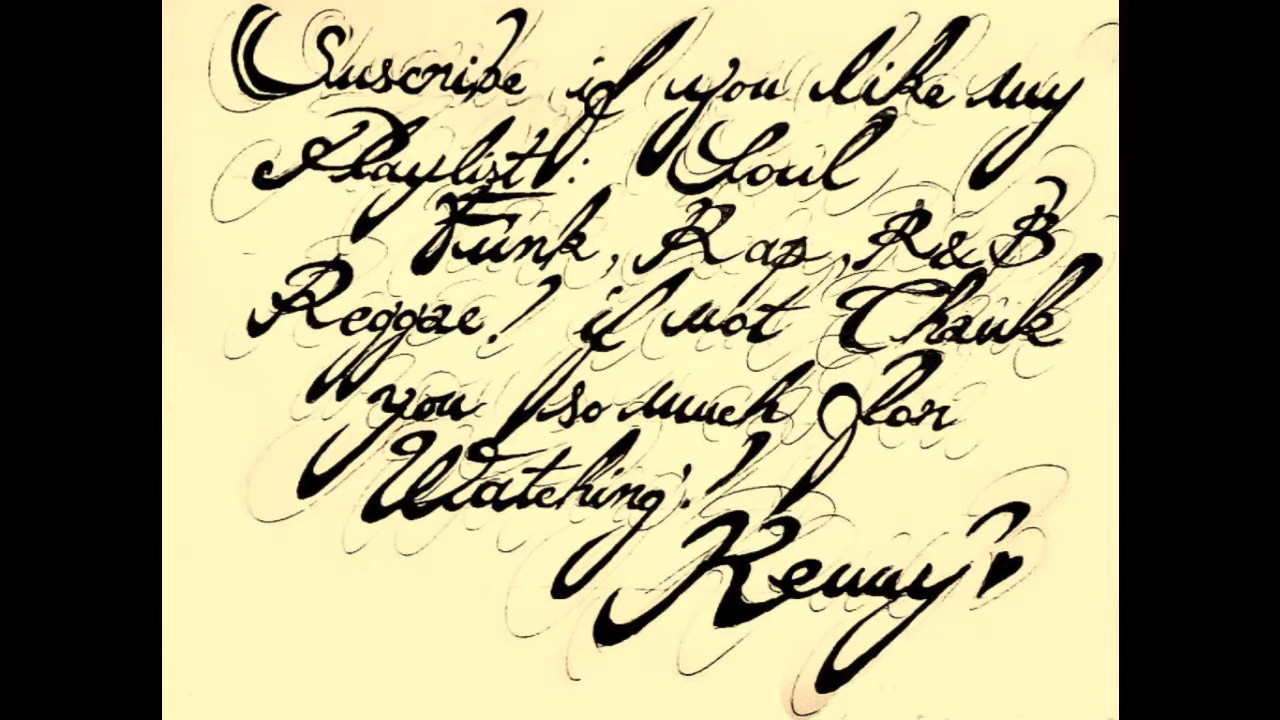 Suscribe if you like my
Playlist! : Soul,
Funk, Rap, R&B
Reggae! if not Thank
you so much for
Watching!
Kenny ♥